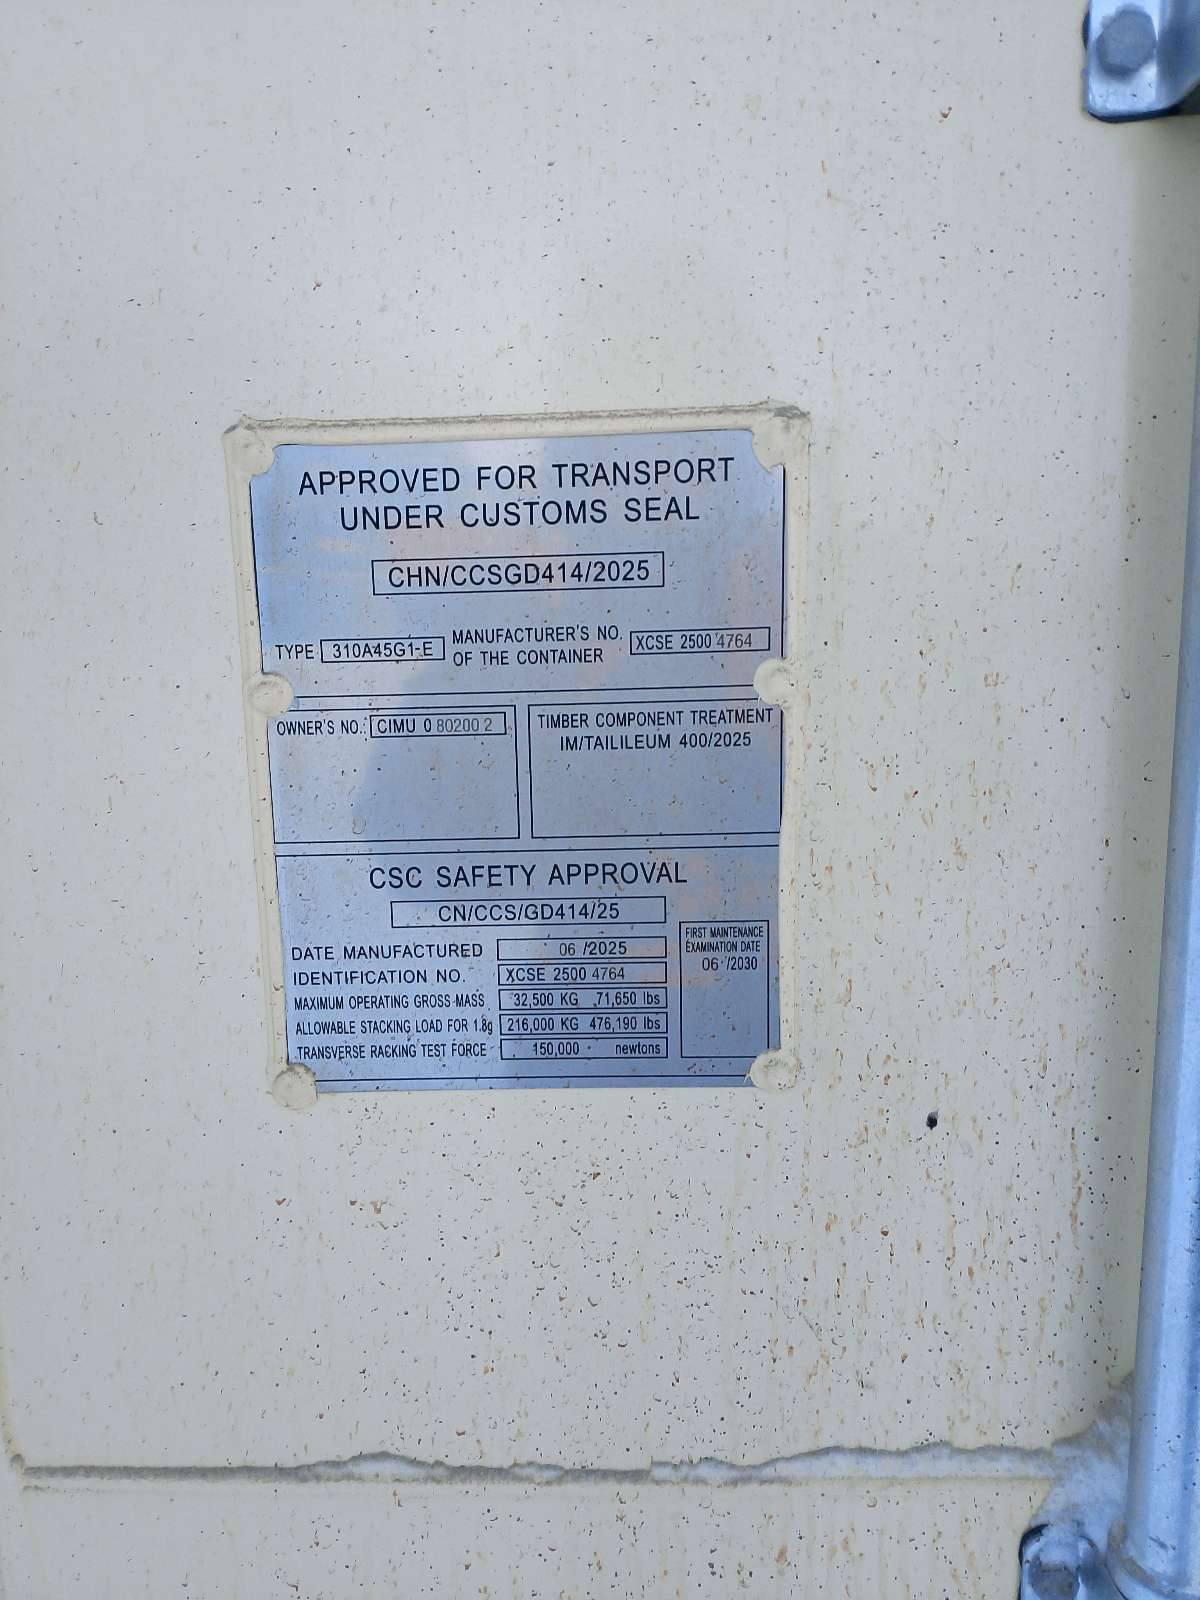 APPROVED FOR TRANSPORT
UNDER CUSTOMS SEAL
CHN/CCSGD414/2025
TYPE 310A45G1-E MANUFACTURER'S NO. OF THE CONTAINER XCSE 2500 4764
OWNER'S NO.: CIMU 0 80200 2
TIMBER COMPONENT TREATMENT
IM/TAILILEUM 400/2025
CSC SAFETY APPROVAL
CN/CCS/GD414/25
DATE MANUFACTURED 06 /2025
IDENTIFICATION NO. XCSE 2500 4764
MAXIMUM OPERATING GROSS MASS 32,500 KG 71,650 lbs
ALLOWABLE STACKING LOAD FOR 1.8g 216,000 KG 476,190 lbs
TRANSVERSE RACKING TEST FORCE 150,000 newtons
FIRST MAINTENANCE
EXAMINATION DATE
06 /2030